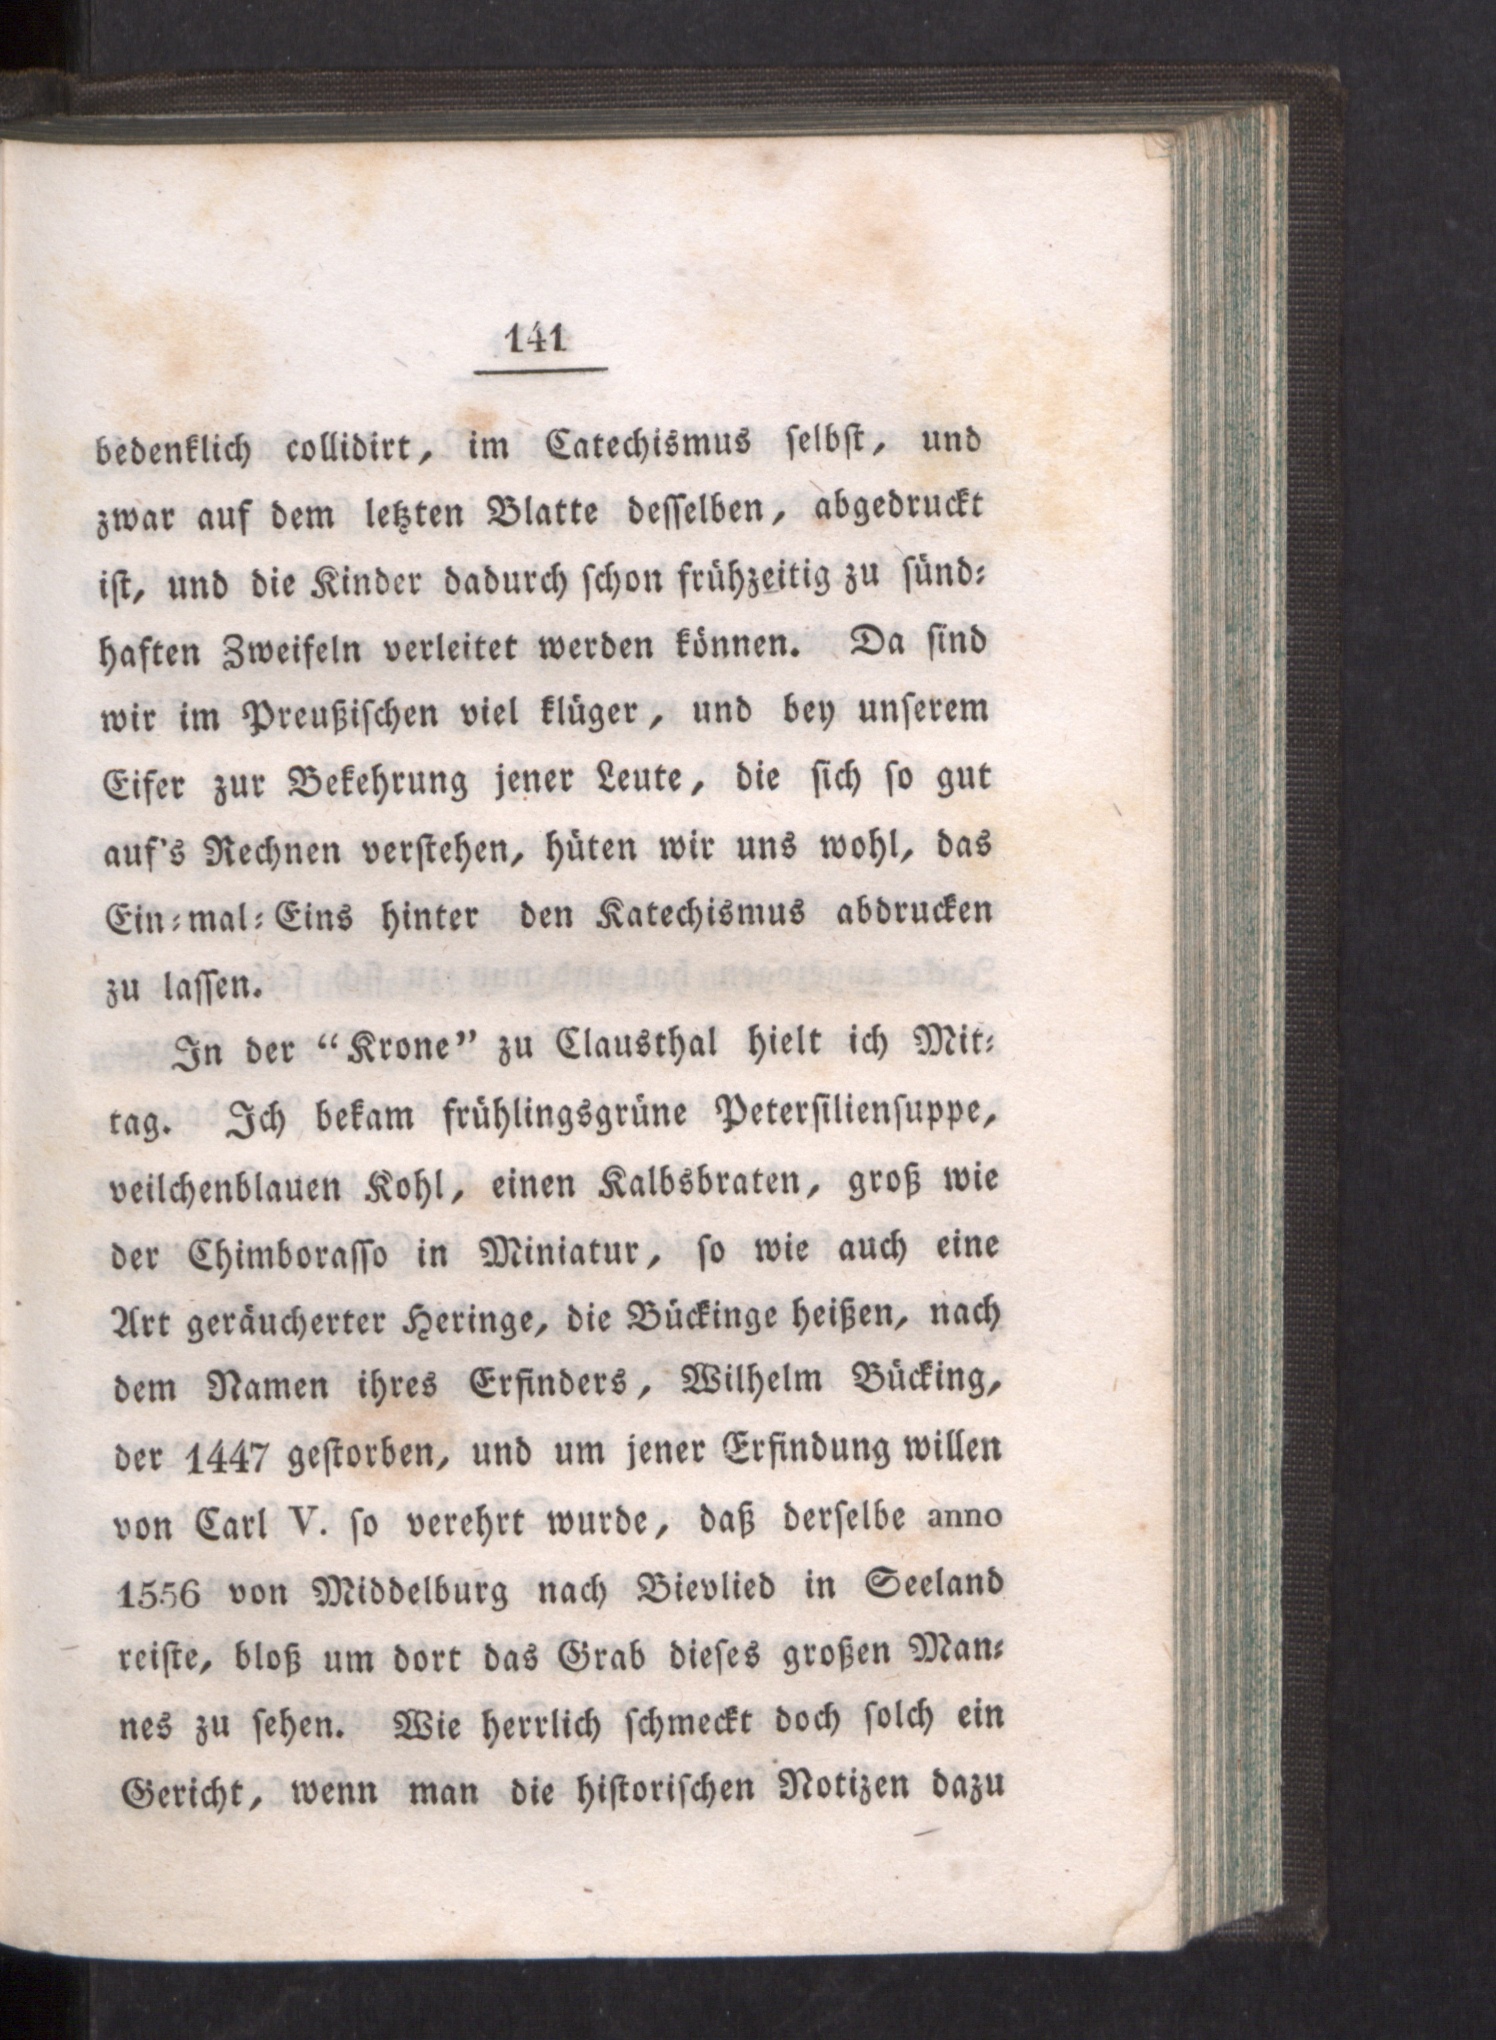 141
bedenklich collidirt, im Catechismus ſelbſt, und
zwar auf dem letzten Blatte deſſelben, abgedruckt
iſt, und die Kinder dadurch ſchon frühzeitig zu ſünd⸗
haften Zweifeln verleitet werden können. Da ſind
wir im Preußiſchen viel klüger, und bey unſerem
Eifer zur Bekehrung jener Leute, die ſich ſo gut
auf's Rechnen verſtehen, hüten wir uns wohl, das
Ein⸗mal⸗Eins hinter den Katechismus abdrucken
zu laſſen.
In der “Krone” zu Clausthal hielt ich Mit⸗
tag. Ich bekam frühlingsgrüne Peterſilienſuppe,
veilchenblauen Kohl, einen Kalbsbraten, groß wie
der Chimboraſſo in Miniatur, ſo wie auch eine
Art geräucherter Heringe, die Bückinge heißen, nach
dem Namen ihres Erfinders, Wilhelm Bücking,
der 1447 geſtorben, und um jener Erfindung willen
von Carl V. ſo verehrt wurde, daß derſelbe anno
1556 von Middelburg nach Bievlied in Seeland
reiſte, bloß um dort das Grab dieſes großen Man⸗
nes zu ſehen. Wie herrlich ſchmeckt doch ſolch ein
Gericht, wenn man die hiſtoriſchen Notizen dazu